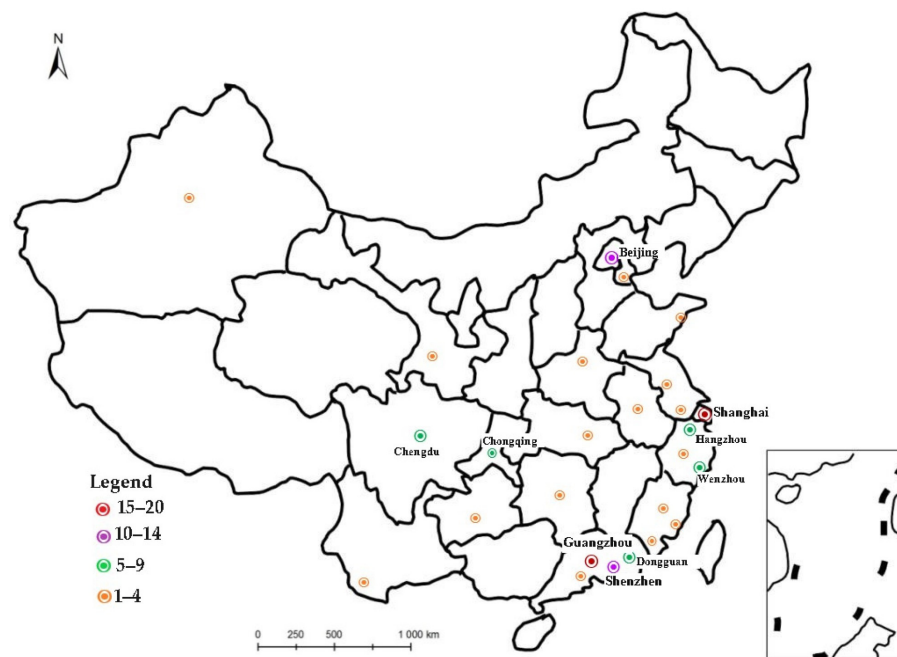 N
Beijing
Shanghai
Hangzhou
Chongqing
Chengdu
Wenzhou
Legend
15–20
10–14
5–9
1–4
Guangzhou
Dongguan
Shenzhen
0 250 500 1 000 km